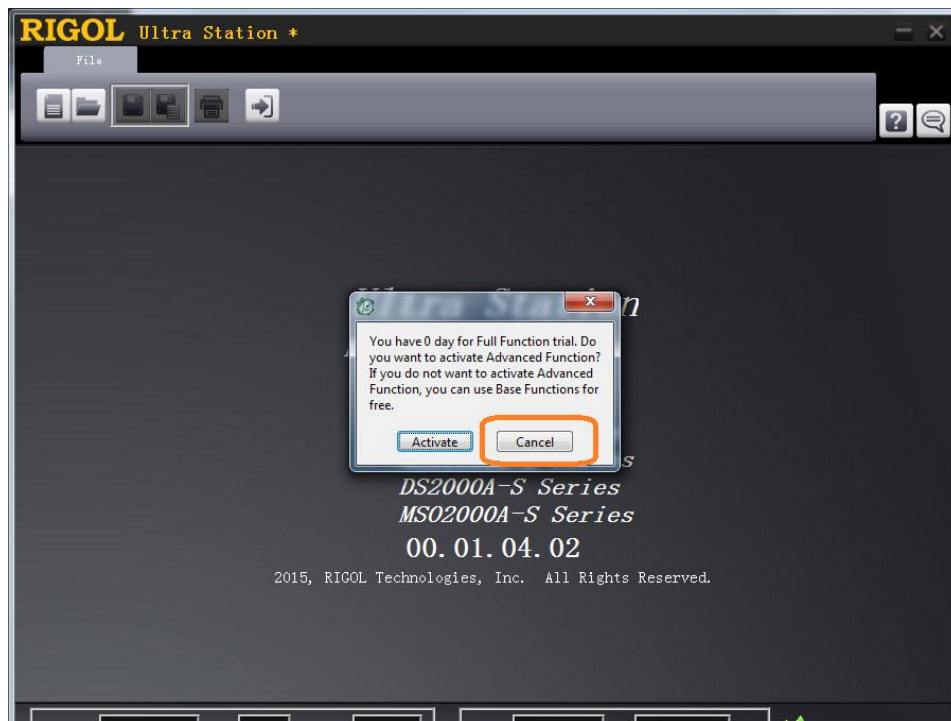 RIGOL Ultra Station *
File
?
Ultra Station
n
You have 0 day for Full Function trial. Do
you want to activate Advanced Function?
If you do not want to activate Advanced
Function, you can use Base Functions for
free.
Activate
Cancel
s
DS2000A-S Series
MSO2000A-S Series
00.01.04.02
2015, RIGOL Technologies, Inc. All Rights Reserved.